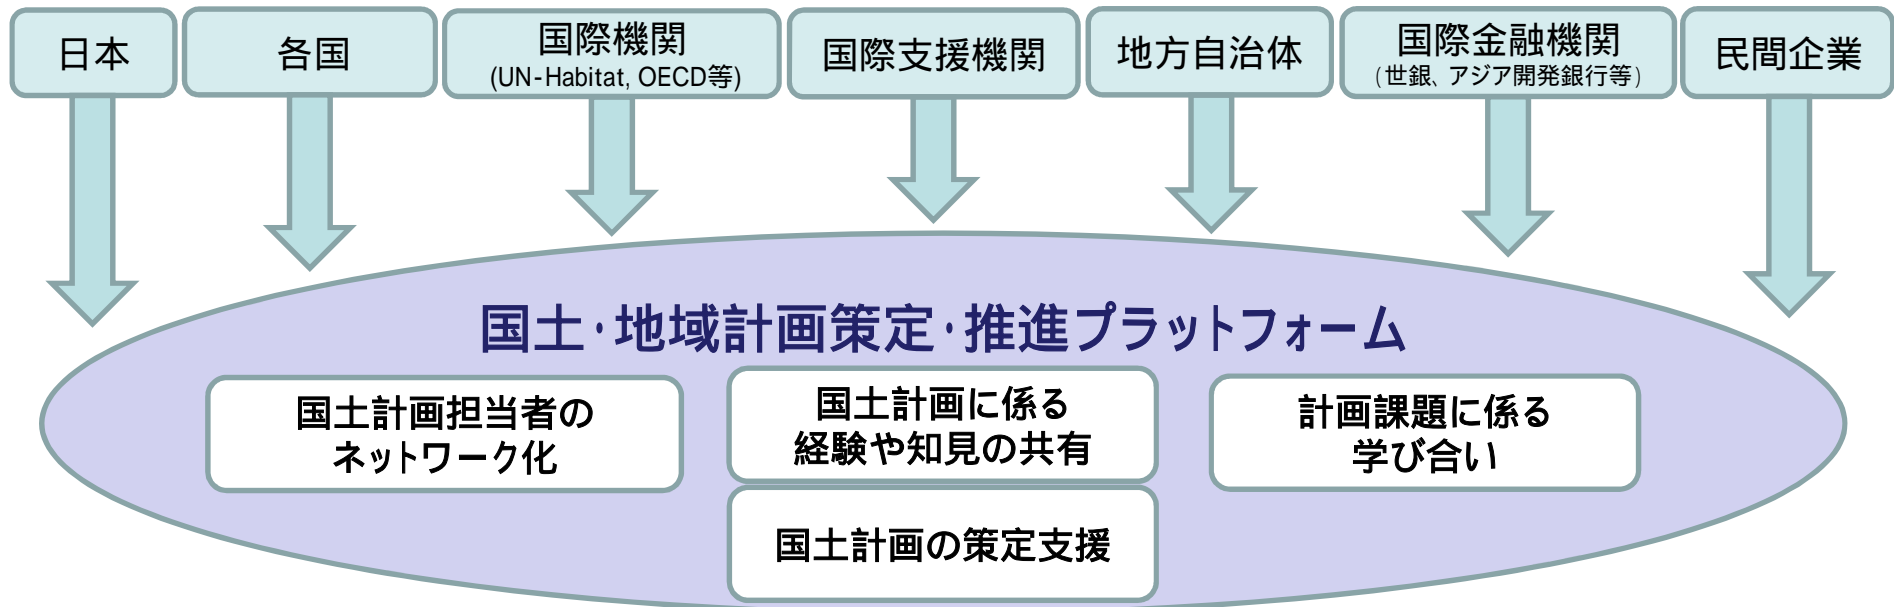 日本
各国
国際機関
(UN-Habitat, OECD等)
国際支援機関
地方自治体
国際金融機関
(世銀、アジア開発銀行等)
民間企業
国土・地域計画策定・推進プラットフォーム
国土計画担当者の
ネットワーク化
国土計画に係る
経験や知見の共有
計画課題に係る
学び合い
国土計画の策定支援